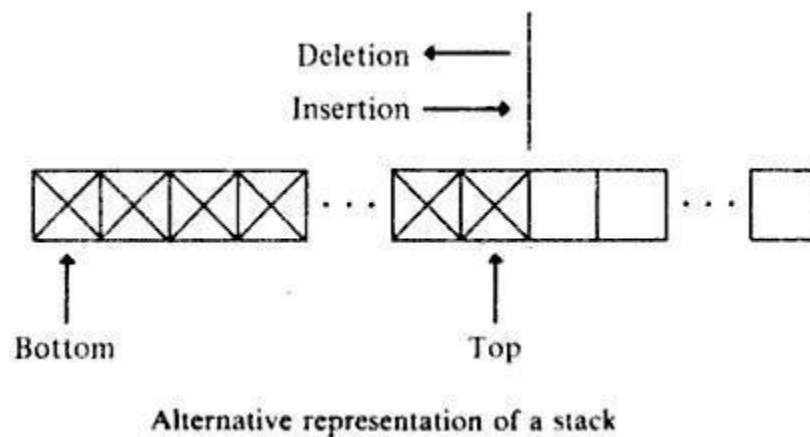 Deletion
Insertion
. . .
. . .
Bottom
Top
Alternative representation of a stack